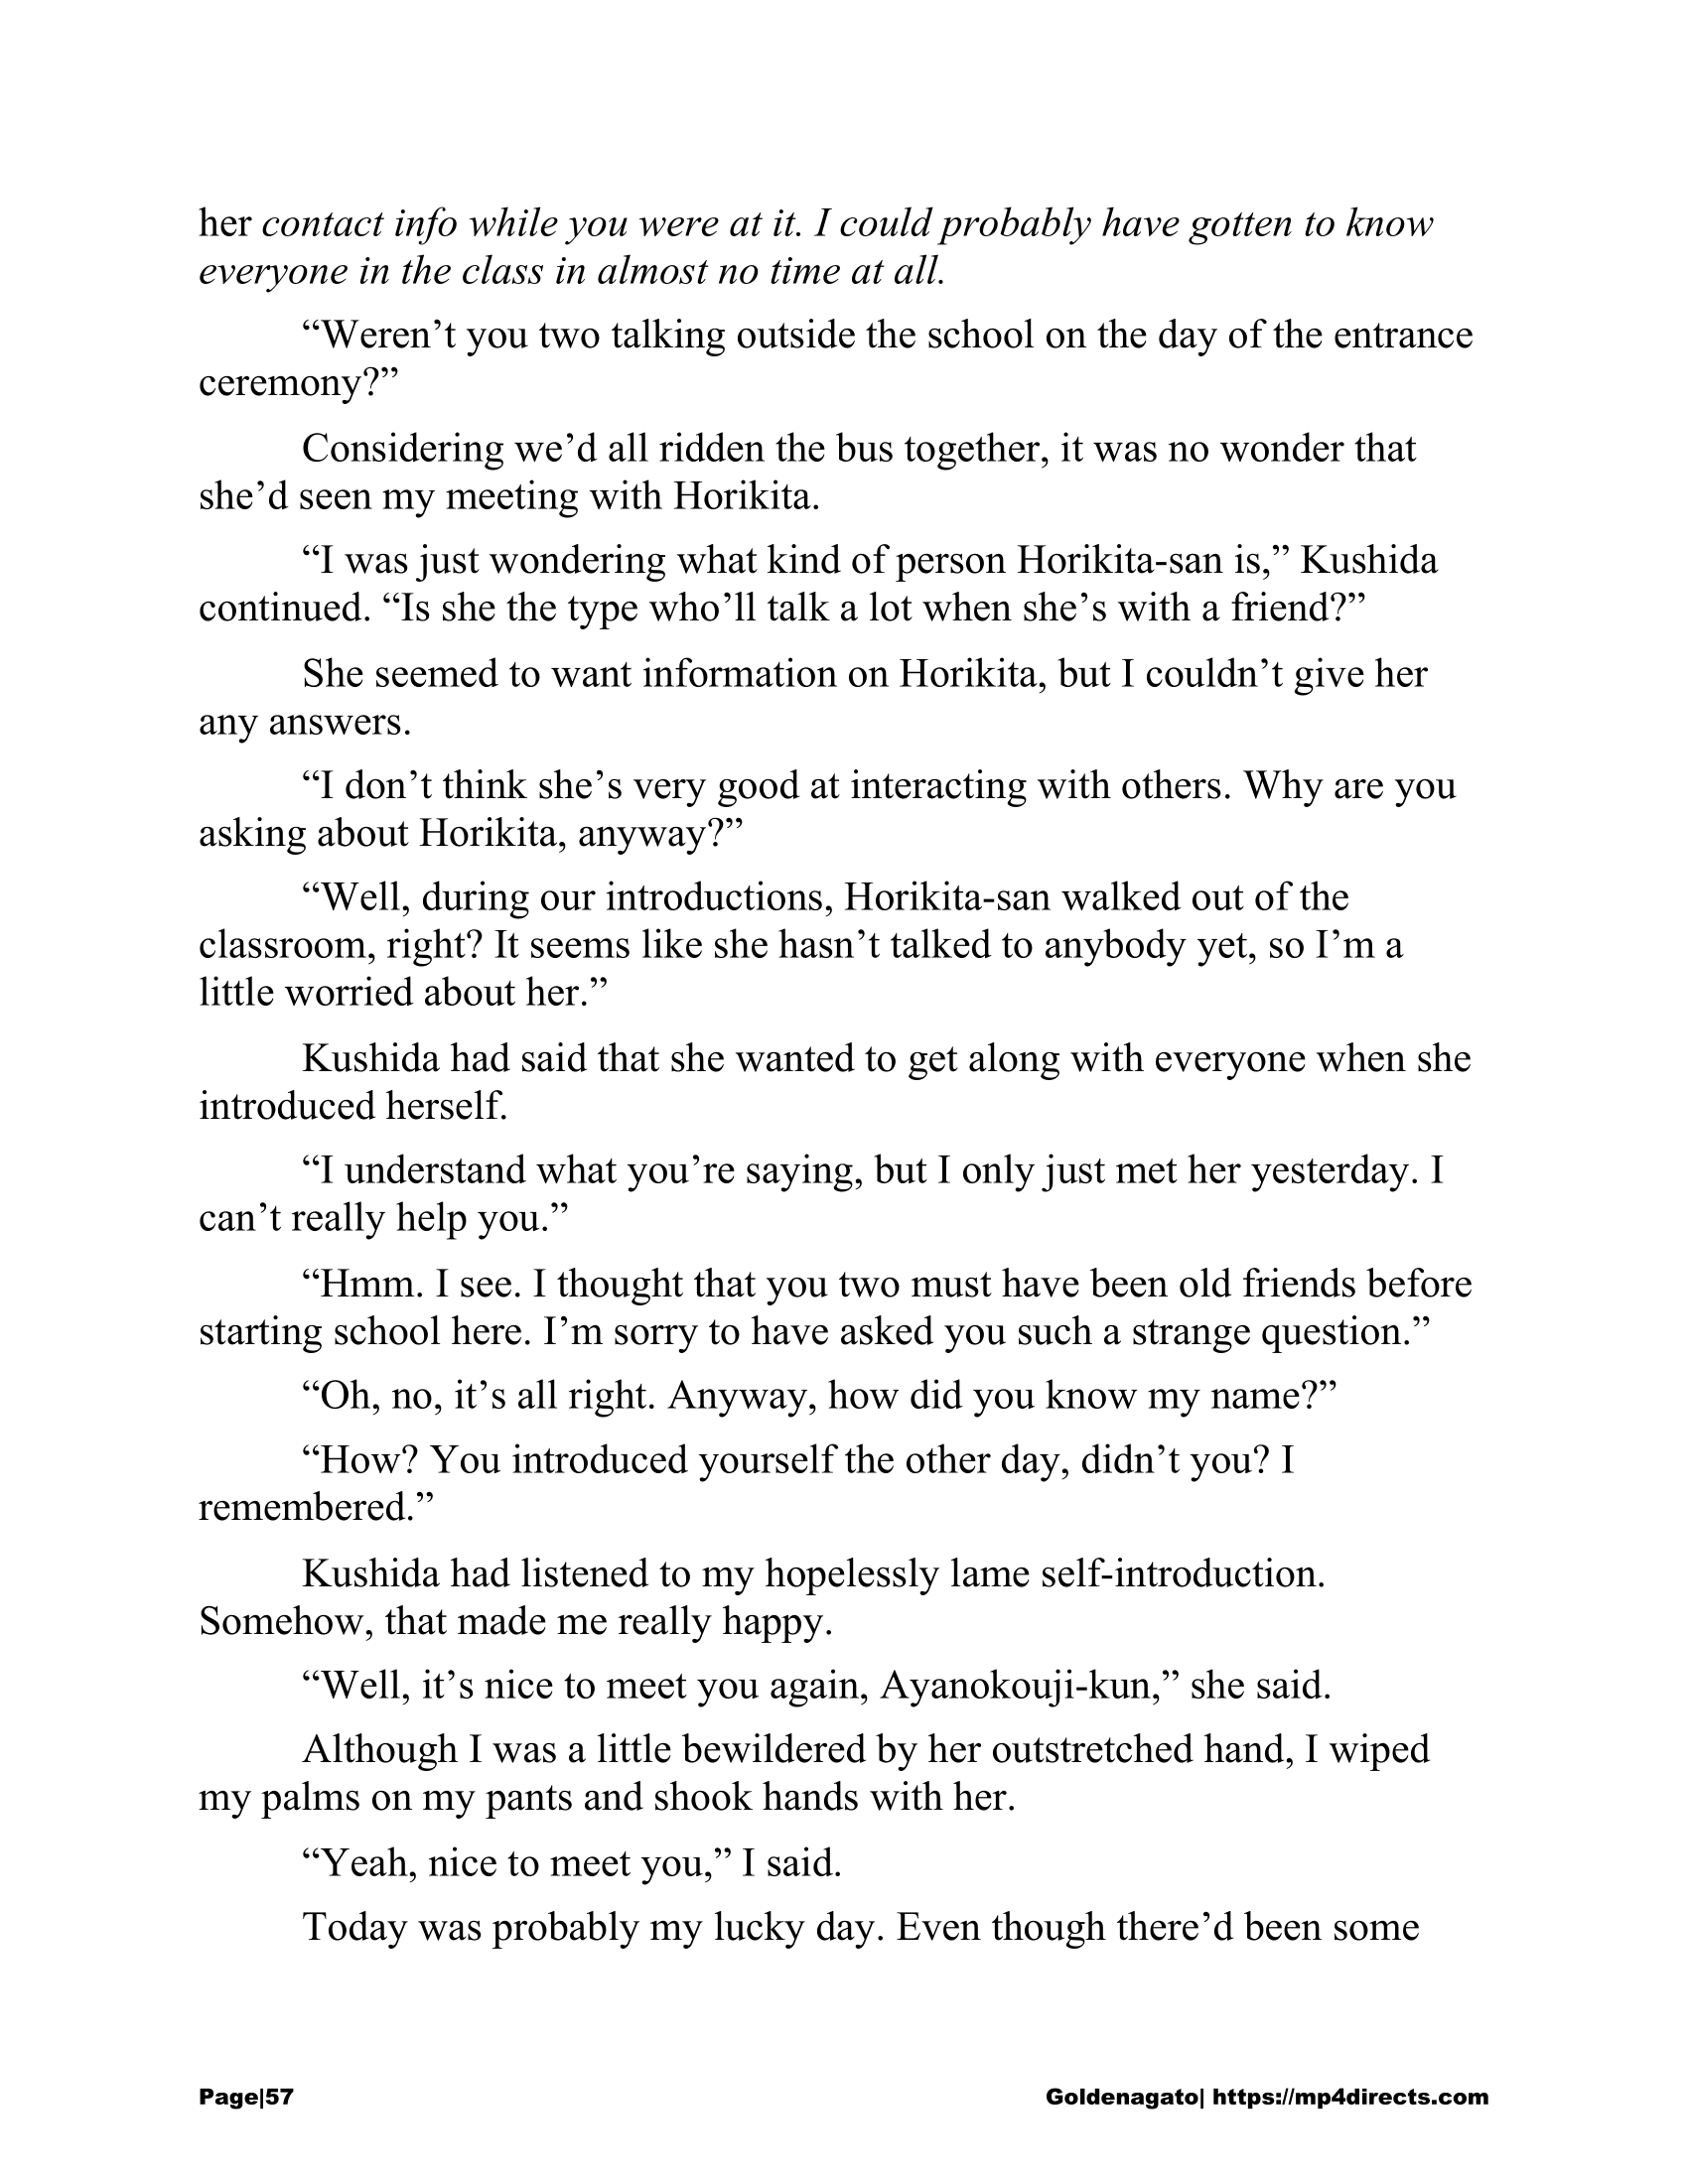 her contact info while you were at it. I could probably have gotten to know
everyone in the class in almost no time at all.
“Weren’t you two talking outside the school on the day of the entrance
ceremony?”
Considering we’d all ridden the bus together, it was no wonder that
she’d seen my meeting with Horikita.
“I was just wondering what kind of person Horikita-san is,” Kushida
continued. “Is she the type who’ll talk a lot when she’s with a friend?”
She seemed to want information on Horikita, but I couldn’t give her
any answers.
“I don’t think she’s very good at interacting with others. Why are you
asking about Horikita, anyway?”
“Well, during our introductions, Horikita-san walked out of the
classroom, right? It seems like she hasn’t talked to anybody yet, so I’m a
little worried about her.”
Kushida had said that she wanted to get along with everyone when she
introduced herself.
“I understand what you’re saying, but I only just met her yesterday. I
can’t really help you.”
“Hmm. I see. I thought that you two must have been old friends before
starting school here. I’m sorry to have asked you such a strange question.”
“Oh, no, it’s all right. Anyway, how did you know my name?”
“How? You introduced yourself the other day, didn’t you? I
remembered.”
Kushida had listened to my hopelessly lame self-introduction.
Somehow, that made me really happy.
“Well, it’s nice to meet you again, Ayanokouji-kun,” she said.
Although I was a little bewildered by her outstretched hand, I wiped
my palms on my pants and shook hands with her.
“Yeah, nice to meet you,” I said.
Today was probably my lucky day. Even though there’d been some
Page|57 Goldenagato| https://mp4directs.com